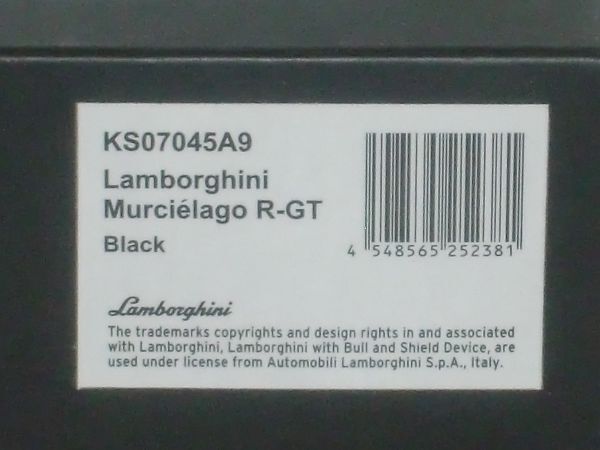 KS07045A9
Lamborghini
Murciélago R-GT
Black
4 548565 252381
Lamborghini
The trademarks copyrights and design rights in and associated
with Lamborghini, Lamborghini with Bull and Shield Device, are
used under license from Automobili Lamborghini S.p.A., Italy.